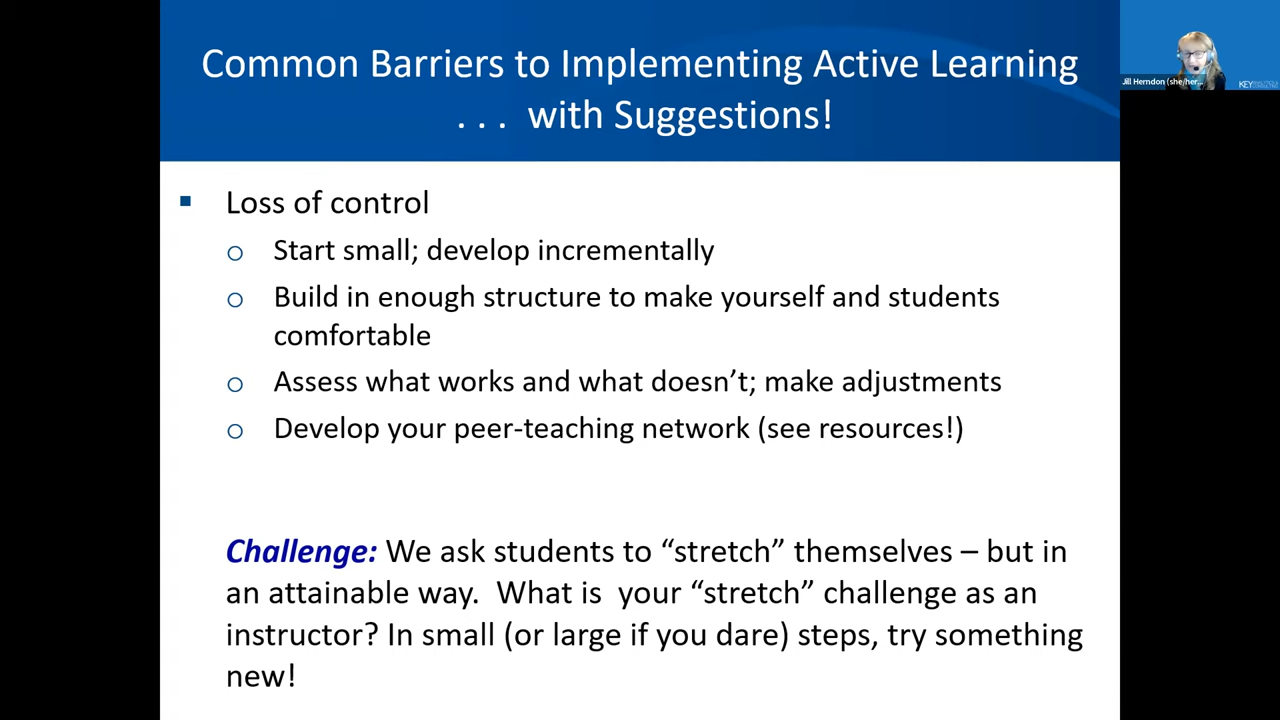 Common Barriers to Implementing Active Learning
. . . with Suggestions!
Jill Herndon (she/her...
KEY
▪ Loss of control
o Start small; develop incrementally
o Build in enough structure to make yourself and students
comfortable
o Assess what works and what doesn’t; make adjustments
o Develop your peer-teaching network (see resources!)
Challenge: We ask students to “stretch” themselves – but in
an attainable way. What is your “stretch” challenge as an
instructor? In small (or large if you dare) steps, try something
new!